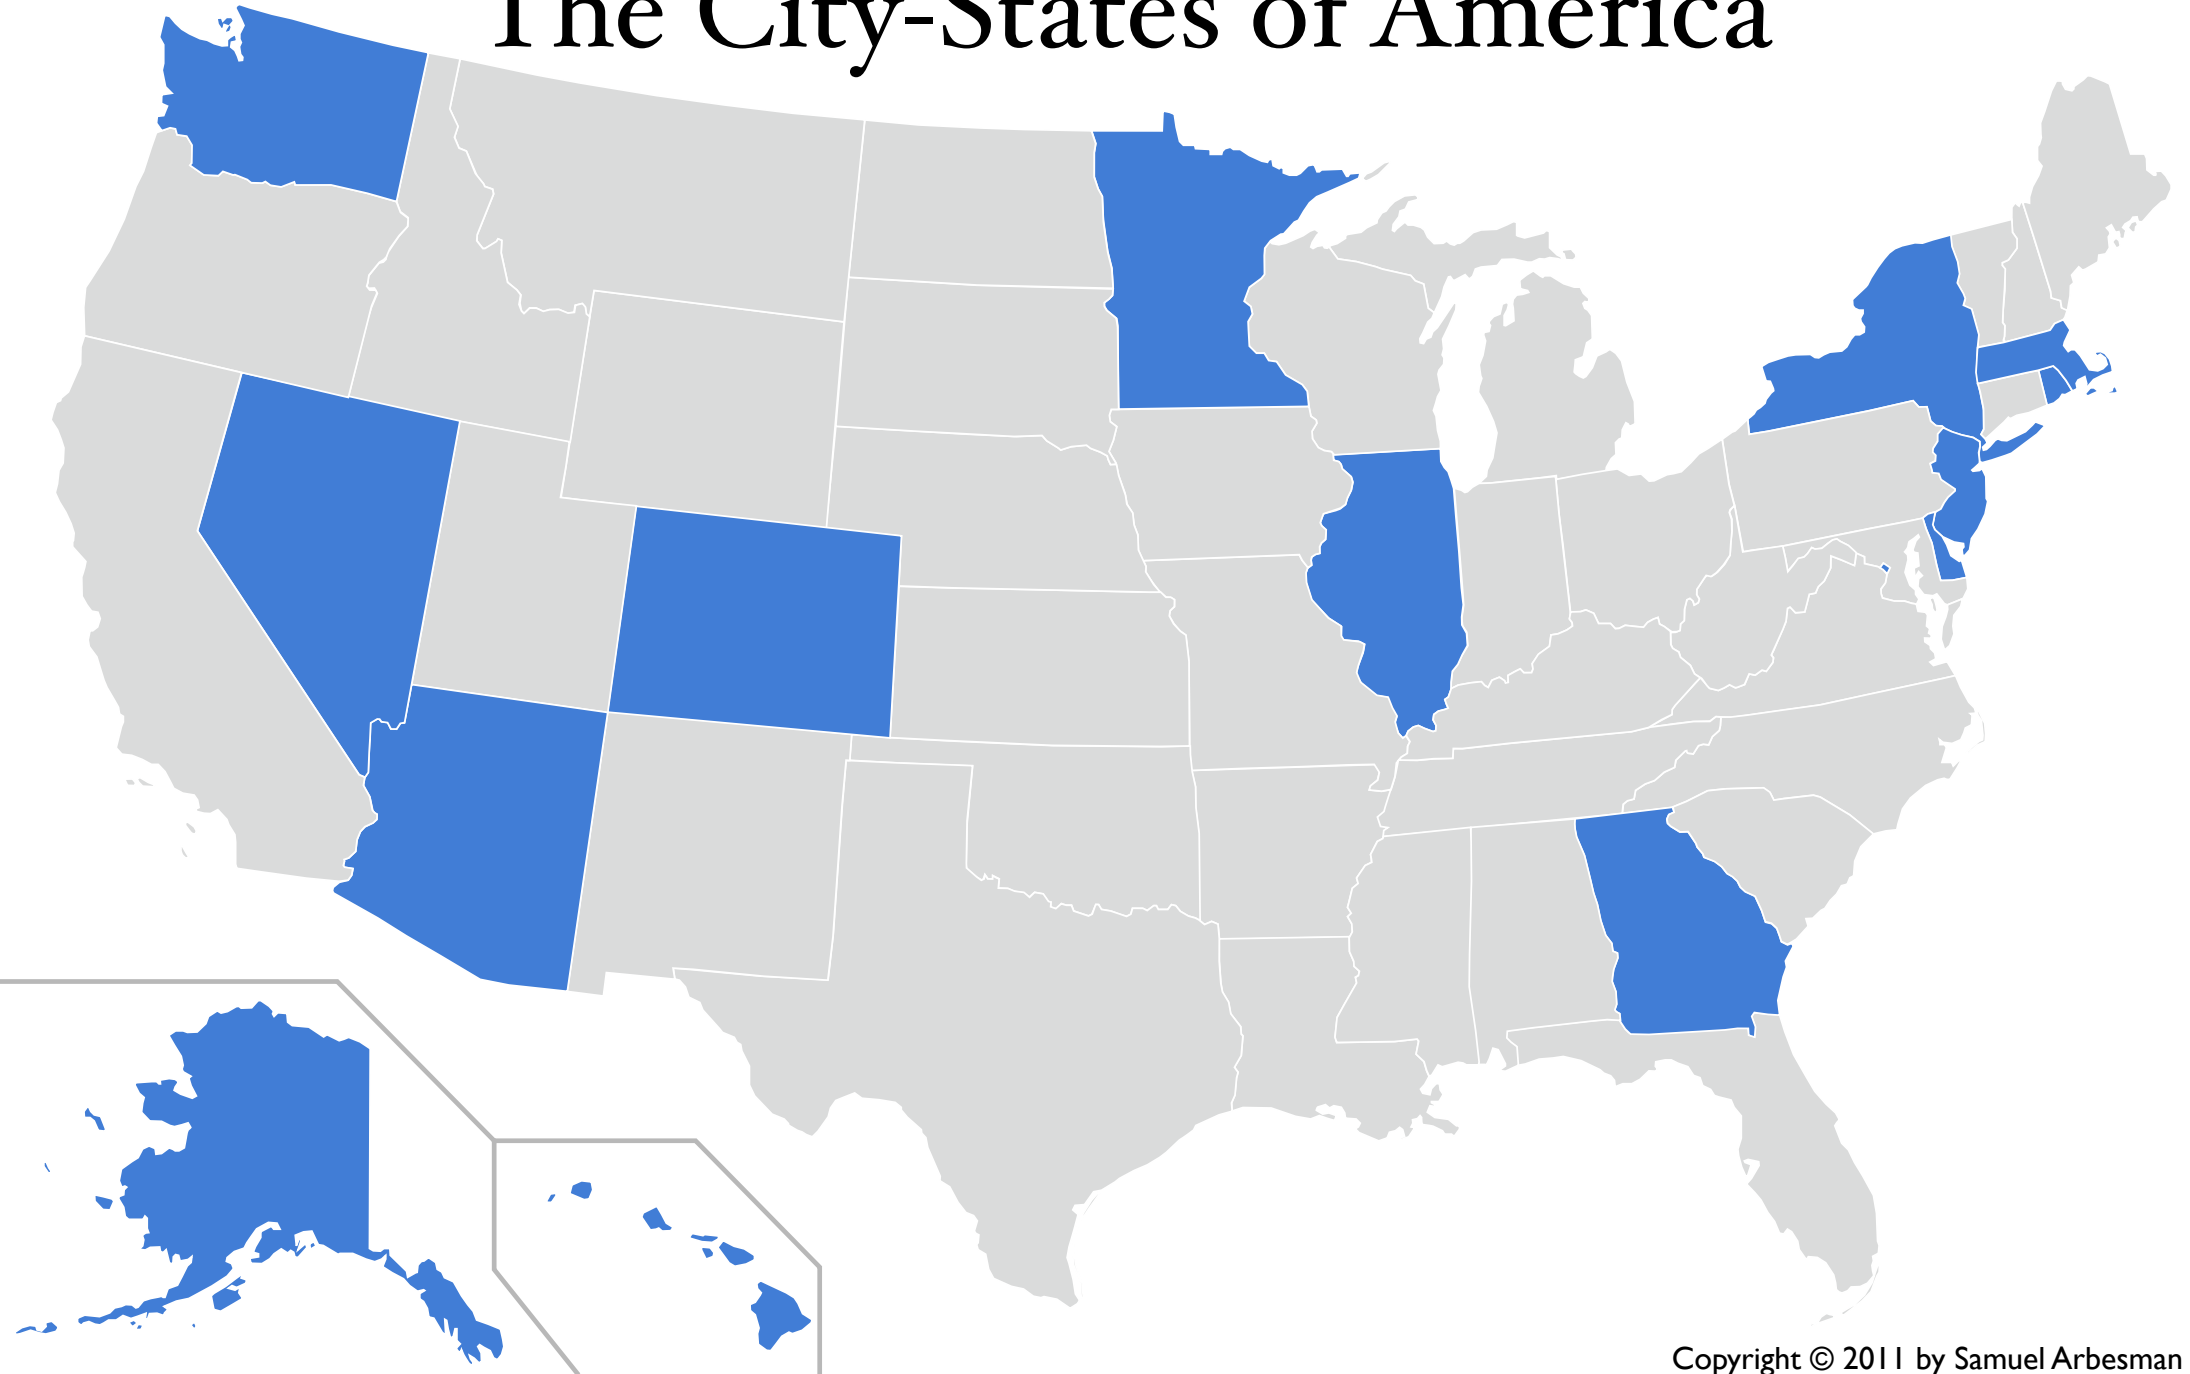 The City-States of America
Copyright © 2011 by Samuel Arbesman